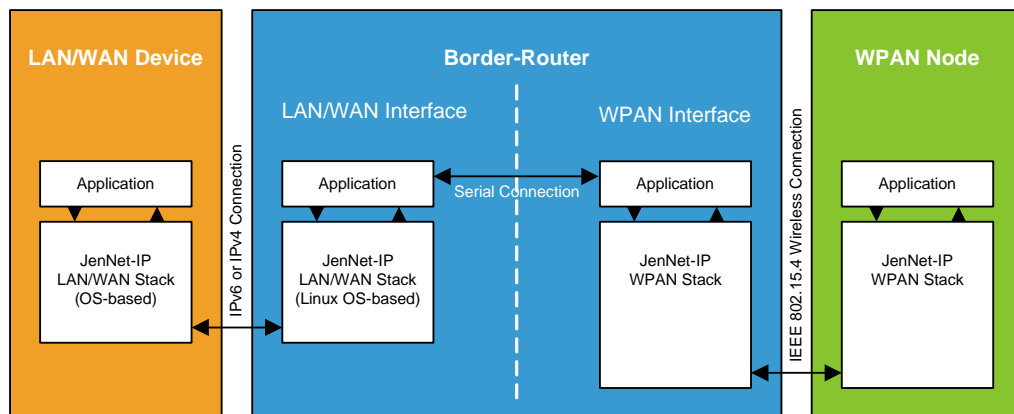 LAN/WAN Device
Border-Router
WPAN Node
LAN/WAN Interface
WPAN Interface
Application
Application
Serial Connection
Application
Application
JenNet-IP
LAN/WAN Stack
(OS-based)
IPv6 or IPv4 Connection
JenNet-IP
LAN/WAN Stack
(Linux OS-based)
JenNet-IP
WPAN Stack
IEEE 802.15.4 Wireless Connection
JenNet-IP
WPAN Stack